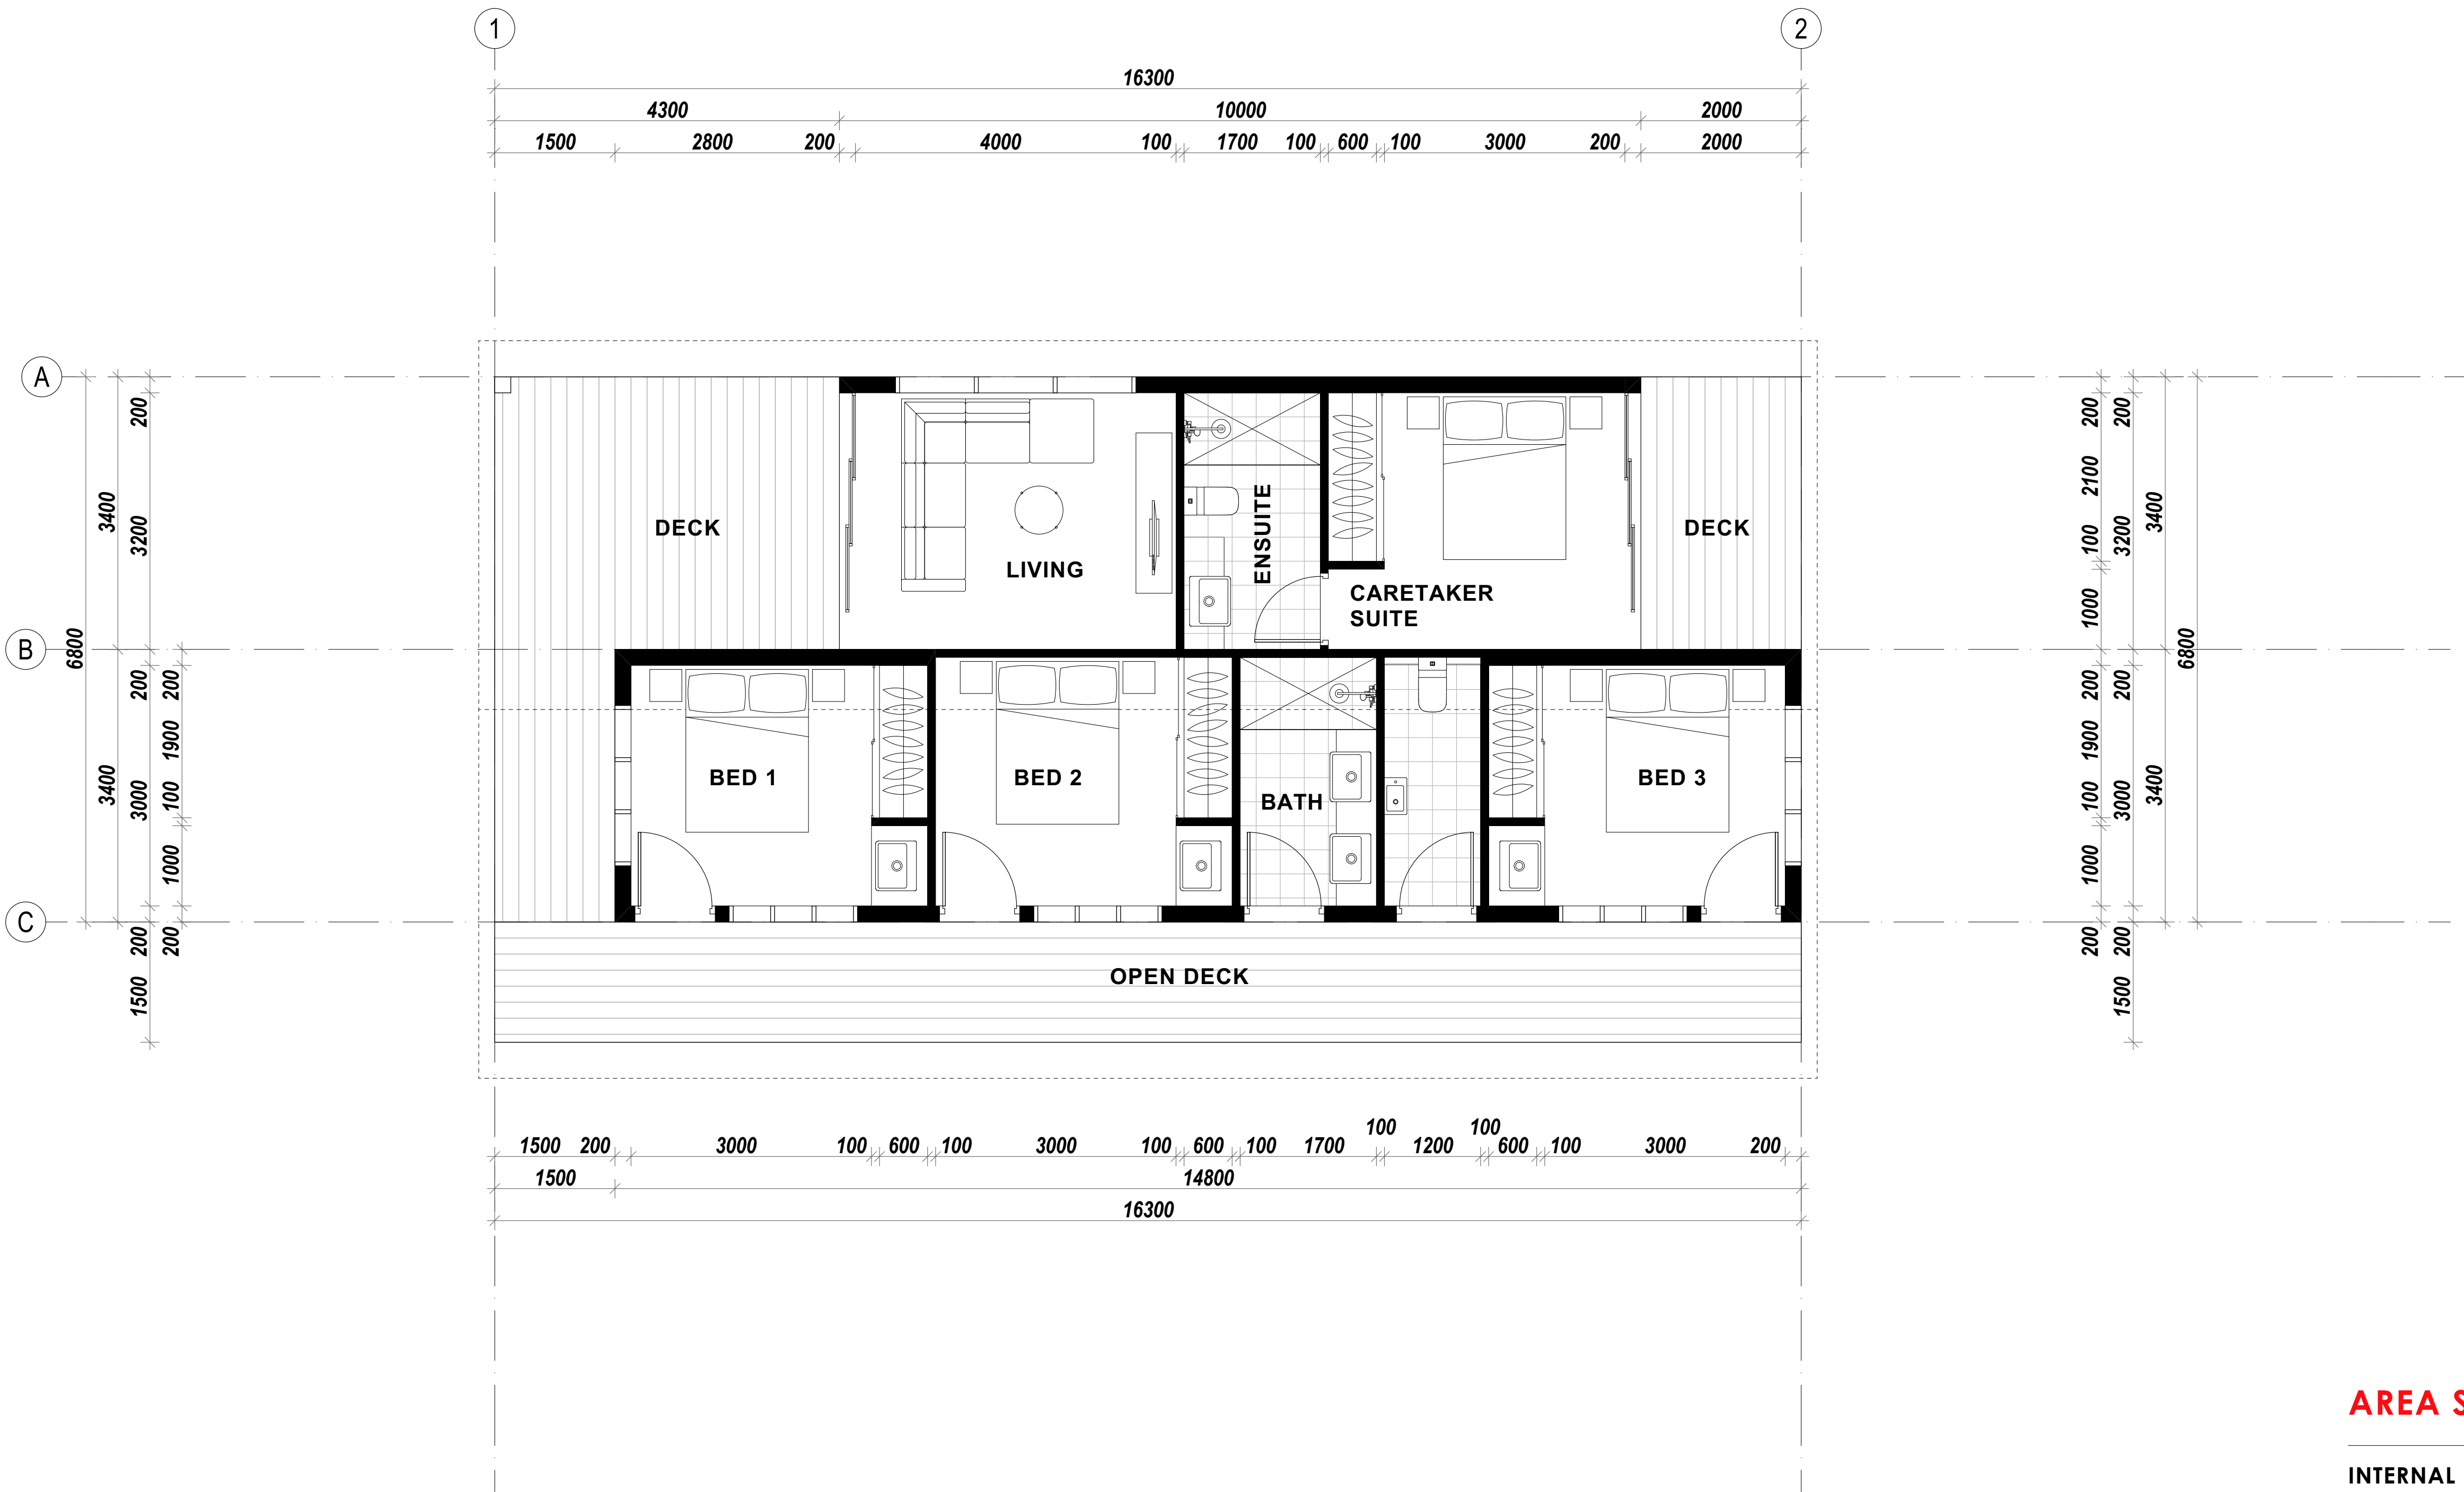 1
2
16300
4300 10000 2000
1500 2800 200 4000 100 1700 100 600 100 3000 200 2000
A
B
C
6800
3400
3400
200
3200
200
3000
200
1500
200
1900
100
1000
200
DECK
LIVING
ENSUITE
CARETAKER
SUITE
DECK
BED 1
BED 2
BATH
BED 3
OPEN DECK
200
2100
100
1000
200
1900
100
1000
200
200
3200
200
3000
200
1500
3400
3400
6800
100 100
1500 200 3000 100 600 100 3000 100 600 100 1700 1200 600 100 3000 200
1500 14800
16300
AREA S
INTERNAL